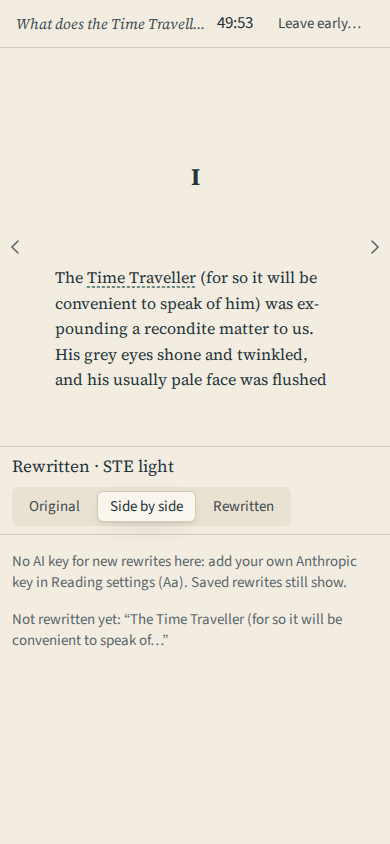 What does the Time Travell... 49:53 Leave early...
I
The Time Traveller (for so it will be
convenient to speak of him) was ex-
pounding a recondite matter to us.
His grey eyes shone and twinkled,
and his usually pale face was flushed
Rewritten · STE light
Original Side by side Rewritten
No AI key for new rewrites here: add your own Anthropic
key in Reading settings (Aa). Saved rewrites still show.
Not rewritten yet: “The Time Traveller (for so it will be
convenient to speak of…”